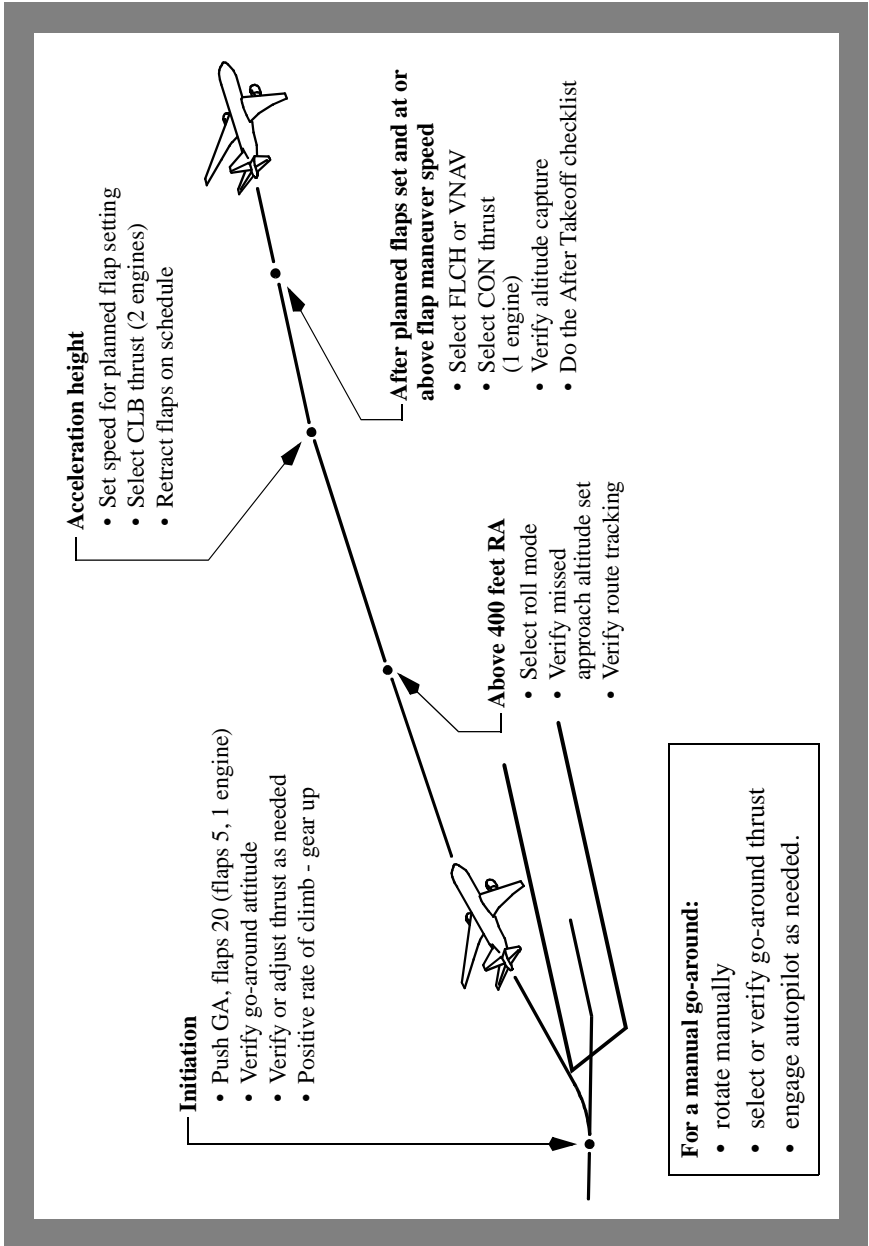 Initiation
• Push GA, flaps 20 (flaps 5, 1 engine)
• Verify go-around attitude
• Verify or adjust thrust as needed
• Positive rate of climb - gear up
Above 400 feet RA
• Select roll mode
• Verify missed
approach altitude set
• Verify route tracking
Acceleration height
• Set speed for planned flap setting
• Select CLB thrust (2 engines)
• Retract flaps on schedule
After planned flaps set and at or
above flap maneuver speed
• Select FLCH or VNAV
• Select CON thrust
(1 engine)
• Verify altitude capture
• Do the After Takeoff checklist
For a manual go-around:
• rotate manually
• select or verify go-around thrust
• engage autopilot as needed.